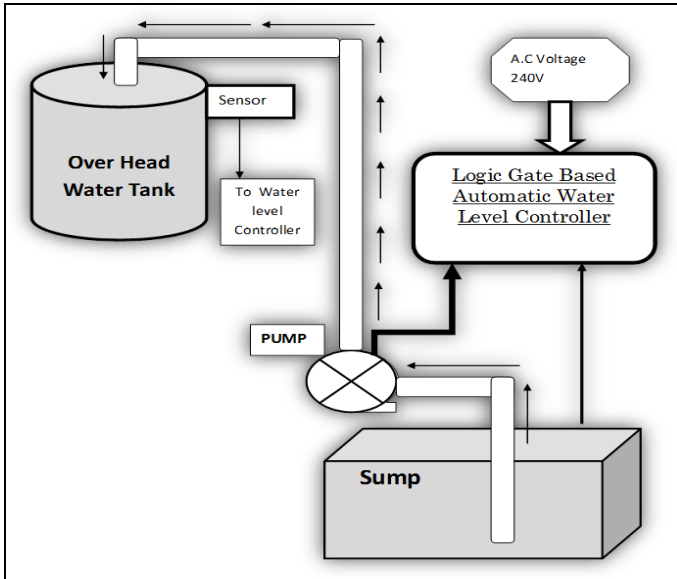 A.C Voltage
240V
Sensor
Over Head
Water Tank
To Water
level
Controller
Logic Gate Based
Automatic Water
Level Controller
PUMP
Sump